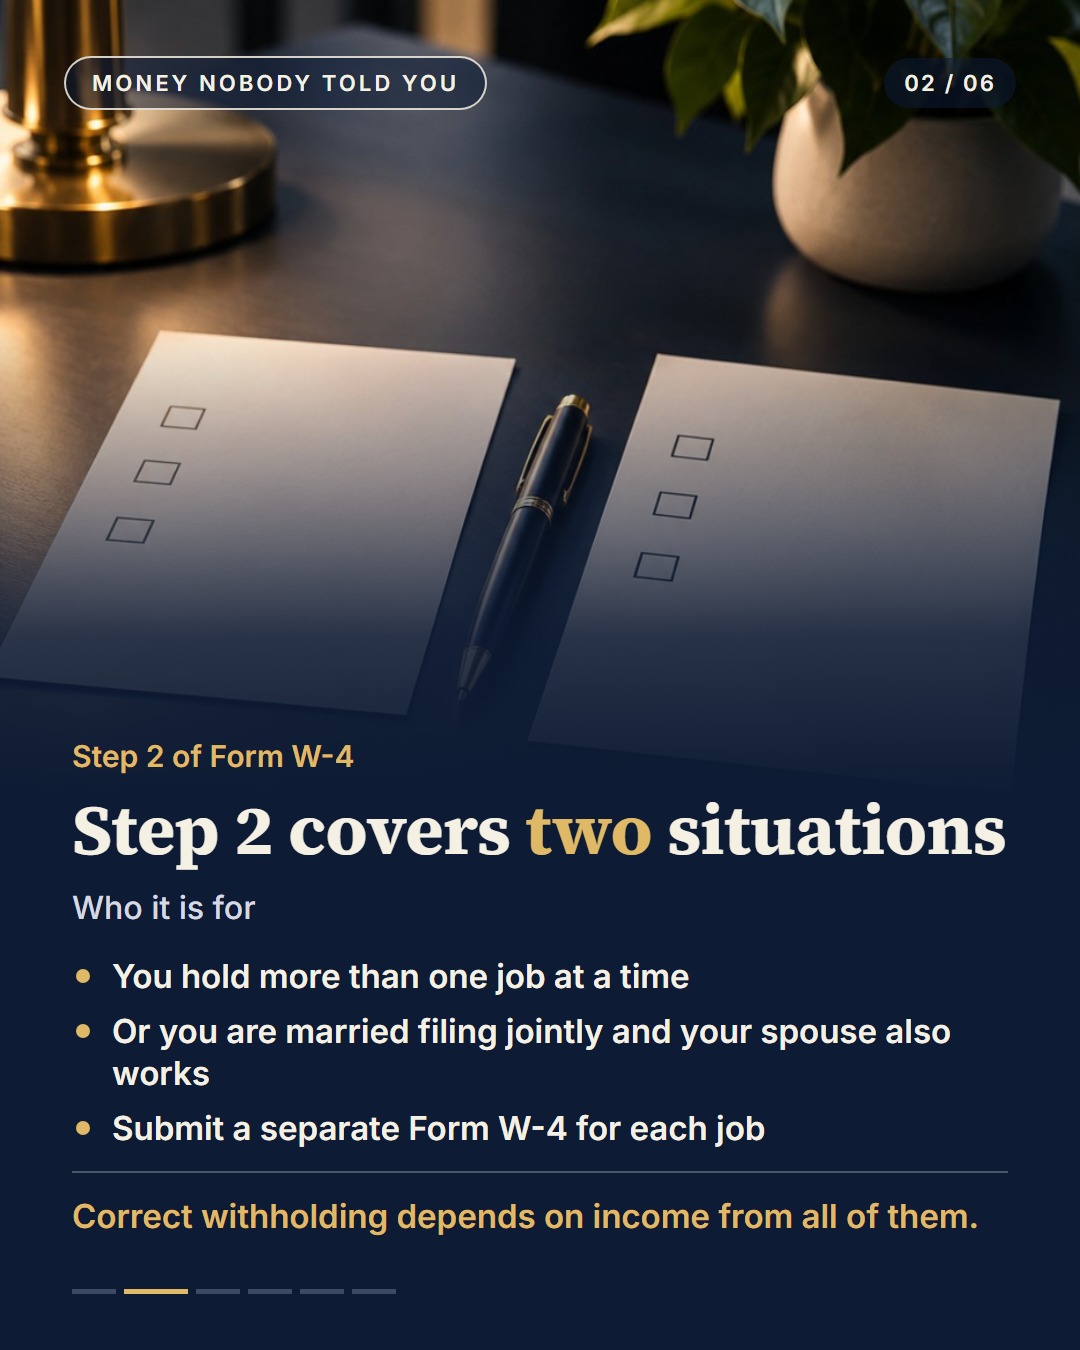 MONEY NOBODY TOLD YOU
02 / 06
Step 2 of Form W-4
Step 2 covers two situations
Who it is for
You hold more than one job at a time
Or you are married filing jointly and your spouse also
works
Submit a separate Form W-4 for each job
Correct withholding depends on income from all of them.